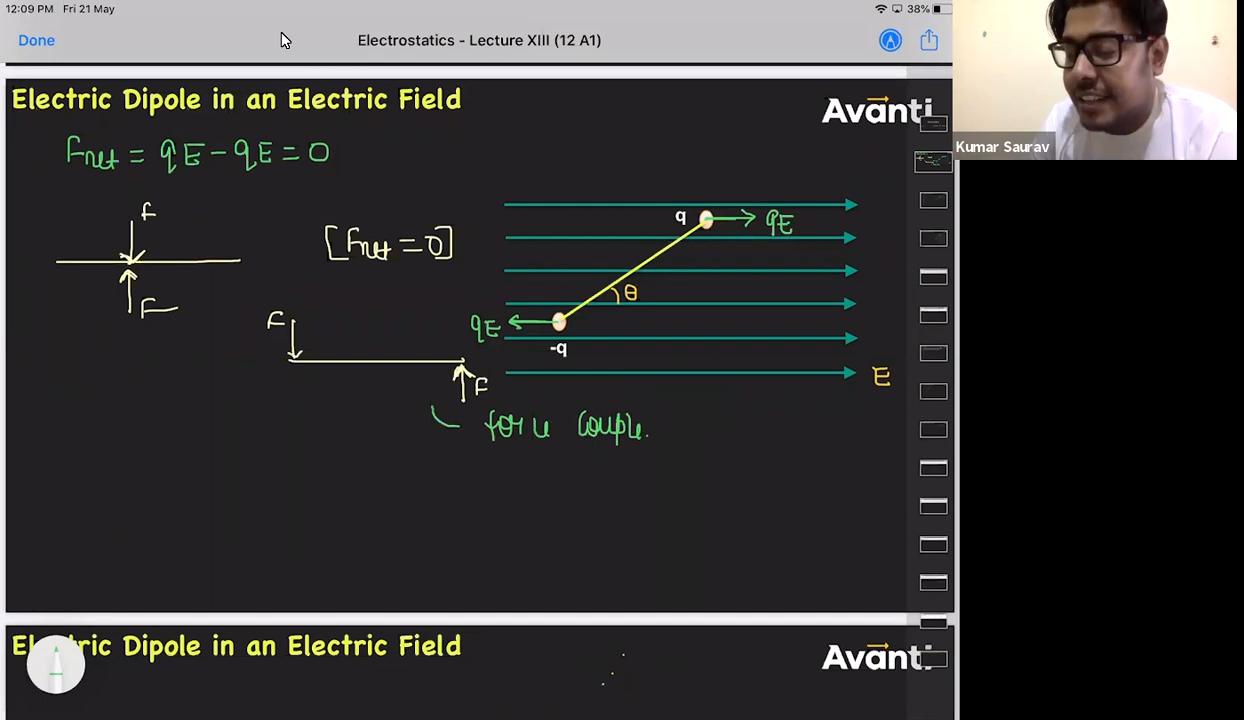 12:09 PM Fri 21 May
38%
Done
Electrostatics - Lecture XIII (12 A1)
Electric Dipole in an Electric Field
Avanti
Kumar Saurav
Fnet = qE - qE = 0
F
F
[Fnet = 0]
q
qE
θ
F
qE
-q
F
E
force couple.
Electric Dipole in an Electric Field
Avanti